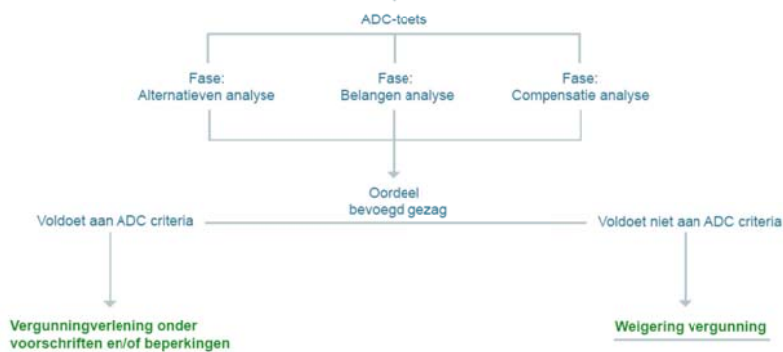 ADC-toets
Fase:
Alternatieven analyse
Fase:
Belangen analyse
Fase:
Compensatie analyse
Oordeel
bevoegd gezag
Voldoet aan ADC criteria
Voldoet niet aan ADC criteria
Vergunningverlening onder
voorschriften en/of beperkingen
Weigering vergunning